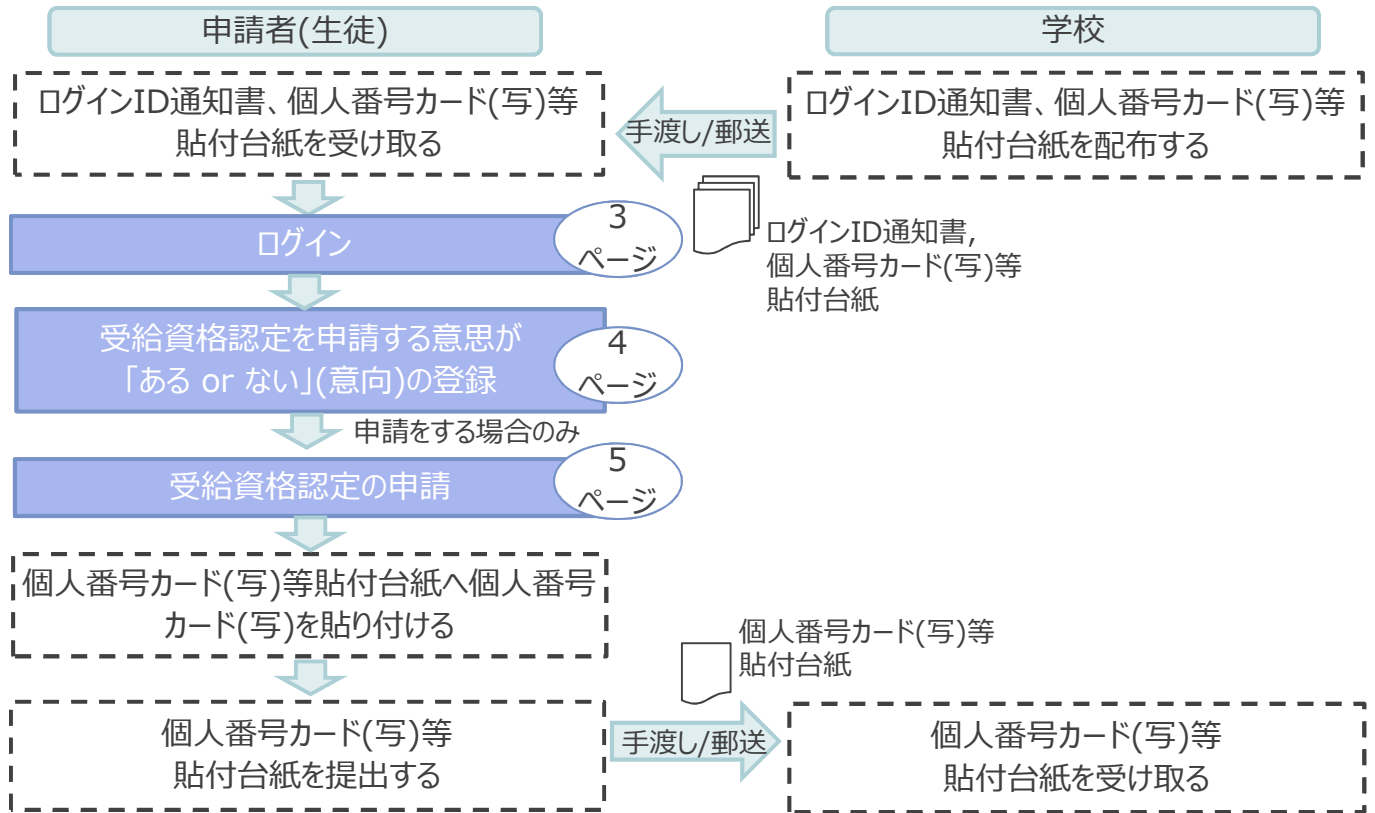 申請者(生徒)
学校
ログインID通知書、個人番号カード(写)等
貼付台紙を受け取る
手渡し/郵送
ログインID通知書、個人番号カード(写)等
貼付台紙を配布する
ログインID通知書,
個人番号カード(写)等
貼付台紙
ログイン
3
ページ
受給資格認定を申請する意思が
「ある or ない」(意向)の登録
4
ページ
申請をする場合のみ
受給資格認定の申請
5
ページ
個人番号カード(写)等貼付台紙へ個人番号
カード(写)を貼り付ける
個人番号カード(写)等
貼付台紙
個人番号カード(写)等
貼付台紙を提出する
手渡し/郵送
個人番号カード(写)等
貼付台紙を受け取る